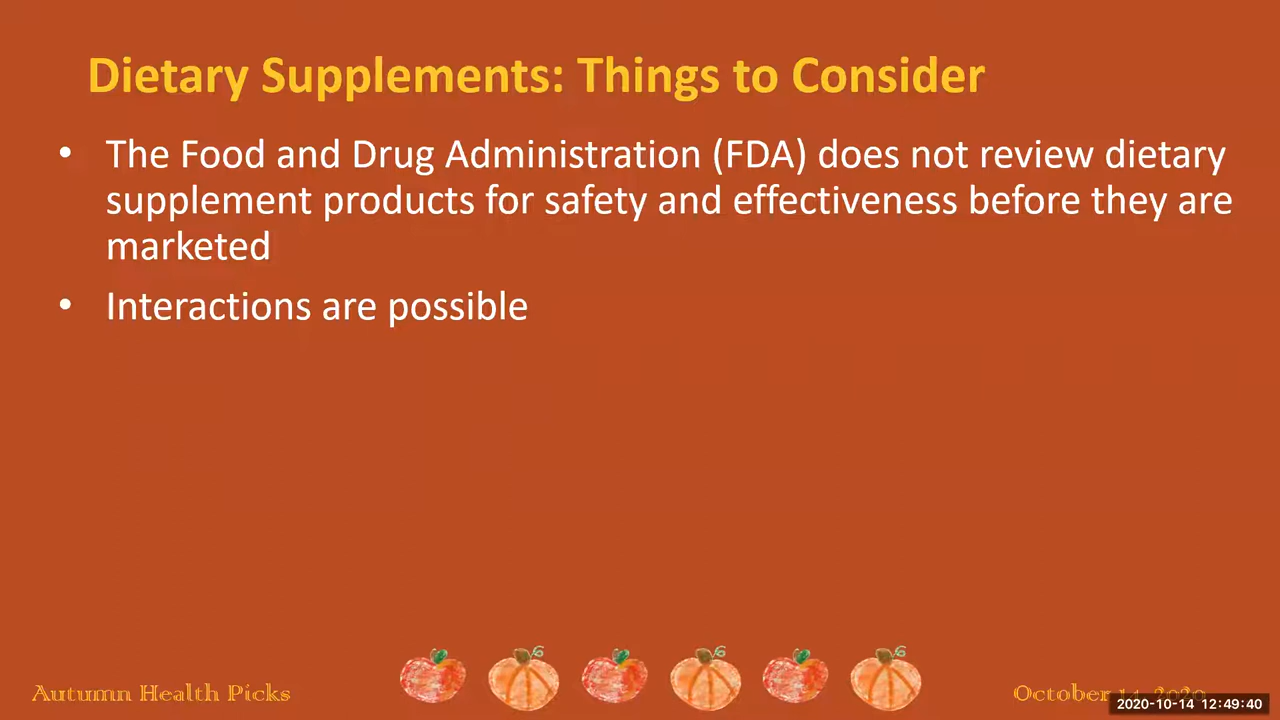 Dietary Supplements: Things to Consider
• The Food and Drug Administration (FDA) does not review dietary
supplement products for safety and effectiveness before they are
marketed
• Interactions are possible
Autumn Health Picks
October 14, 2020
2020-10-14 12:49:40